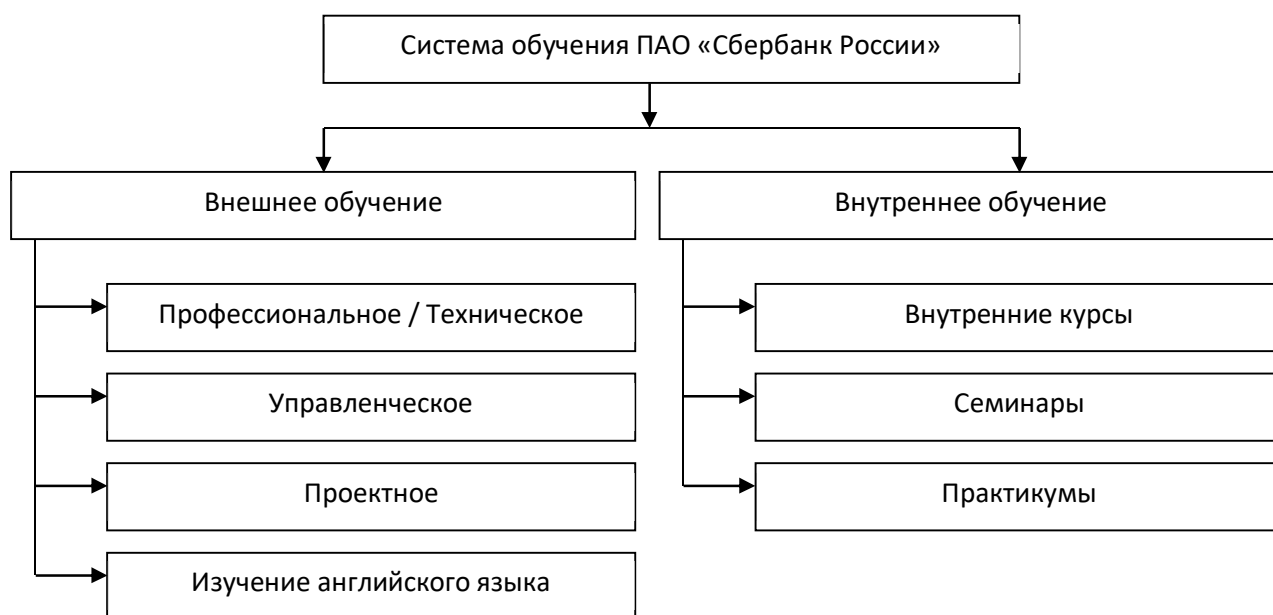 Система обучения ПАО «Сбербанк России»
Внешнее обучение
Профессиональное / Техническое
Управленческое
Проектное
Изучение английского языка
Внутреннее обучение
Внутренние курсы
Семинары
Практикумы